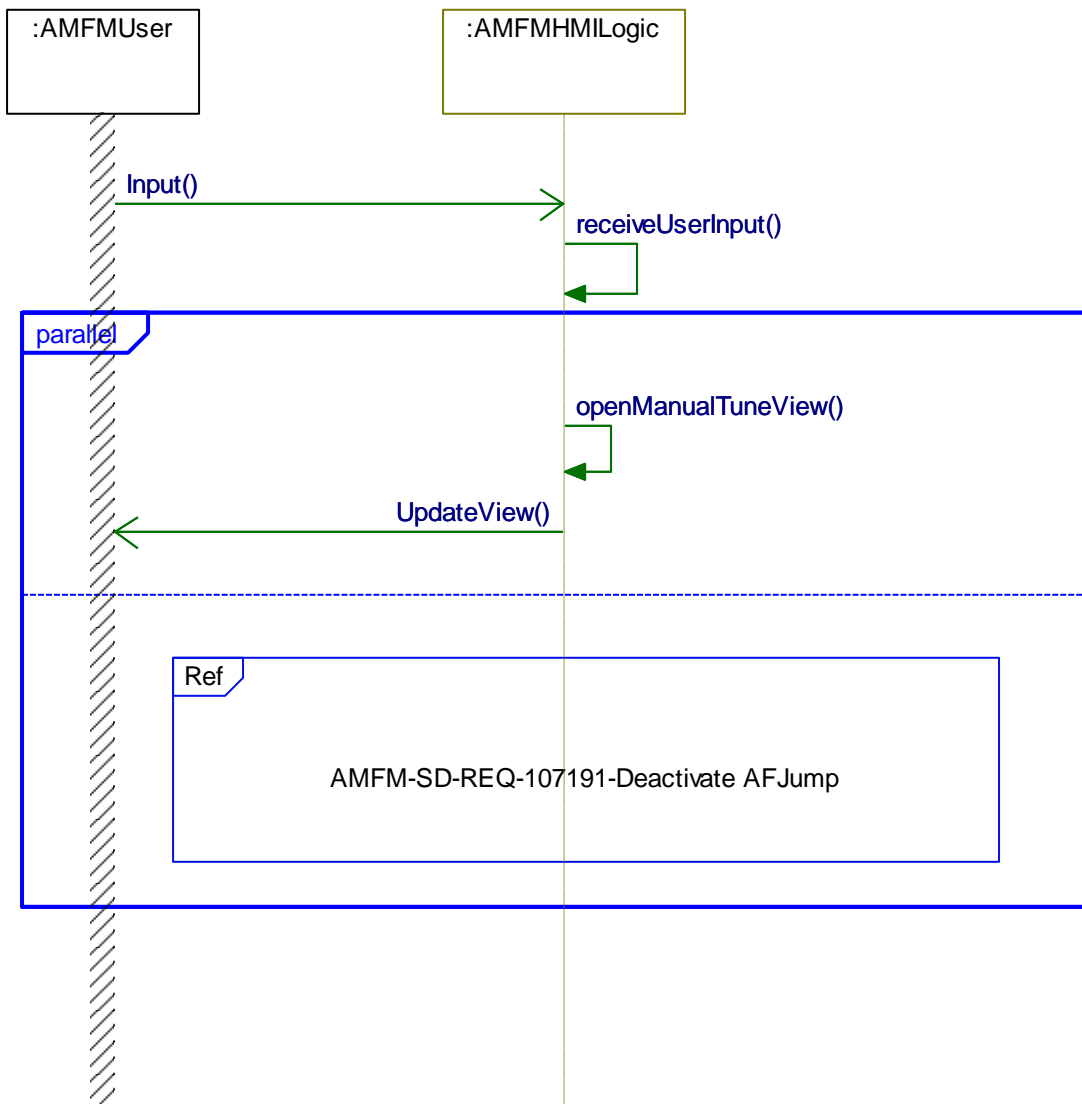 :AMFMUser
:AMFMHMILogic
Input()
receiveUserInput()
parallel
openManualTuneView()
UpdateView()
Ref
AMFM-SD-REQ-107191-Deactivate AFJump